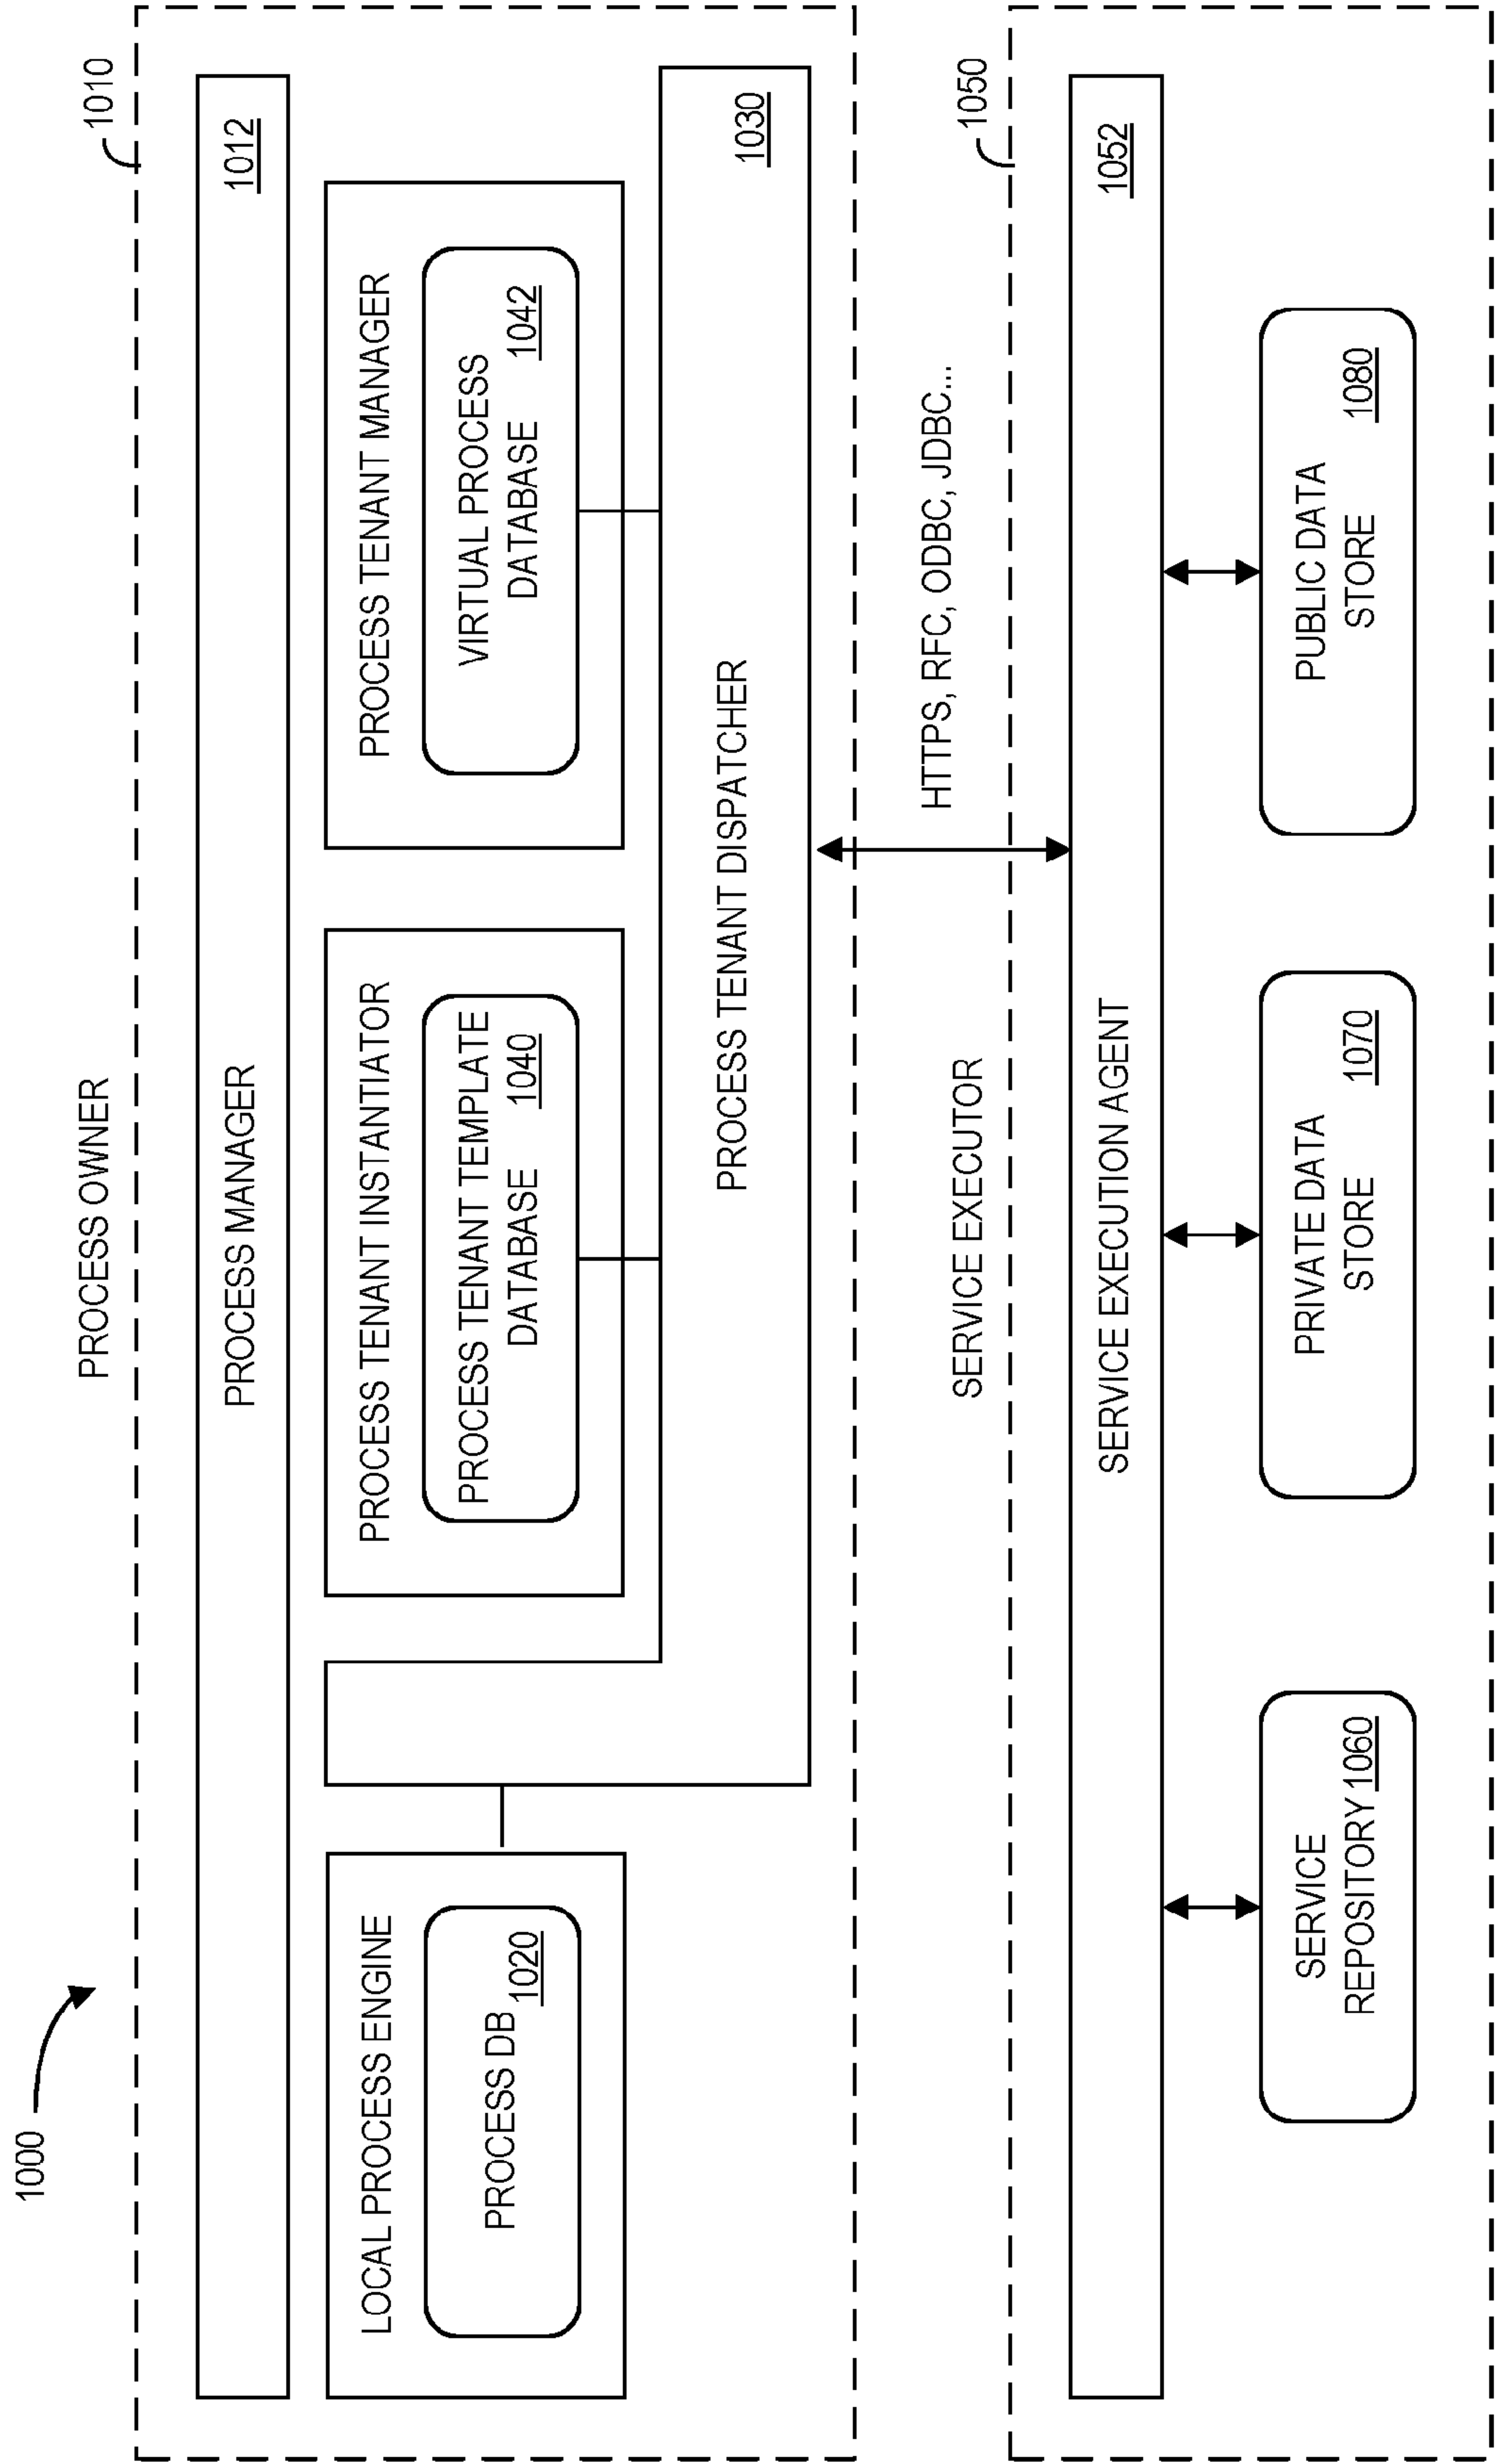 1000
PROCESS OWNER
1010
PROCESS MANAGER
1012
LOCAL PROCESS ENGINE
PROCESS DB
1020
PROCESS TENANT INSTANTIATOR
PROCESS TENANT TEMPLATE
DATABASE 1040
PROCESS TENANT MANAGER
VIRTUAL PROCESS
DATABASE 1042
PROCESS TENANT DISPATCHER
1030
HTTPS, RFC, ODBC, JDBC...
SERVICE EXECUTOR
1050
SERVICE EXECUTION AGENT
1052
SERVICE
REPOSITORY 1060
PRIVATE DATA
STORE 1070
PUBLIC DATA
STORE 1080